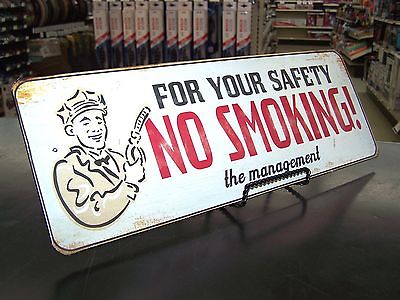 FOR YOUR SAFETY
NO SMOKING!
the management